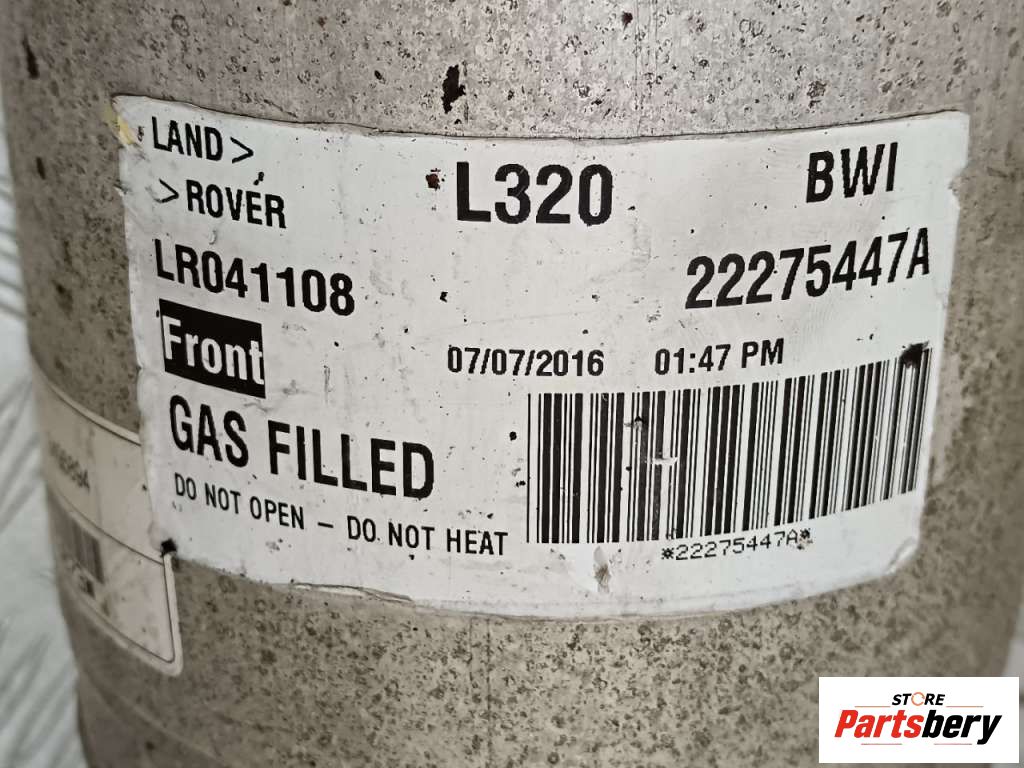 LAND>
>ROVER
L320
BWI
LR041108
22275447A
Front
07/07/2016 01:47 PM
GAS FILLED
DO NOT OPEN – DO NOT HEAT
*22275447A*
STORE
Partsbery